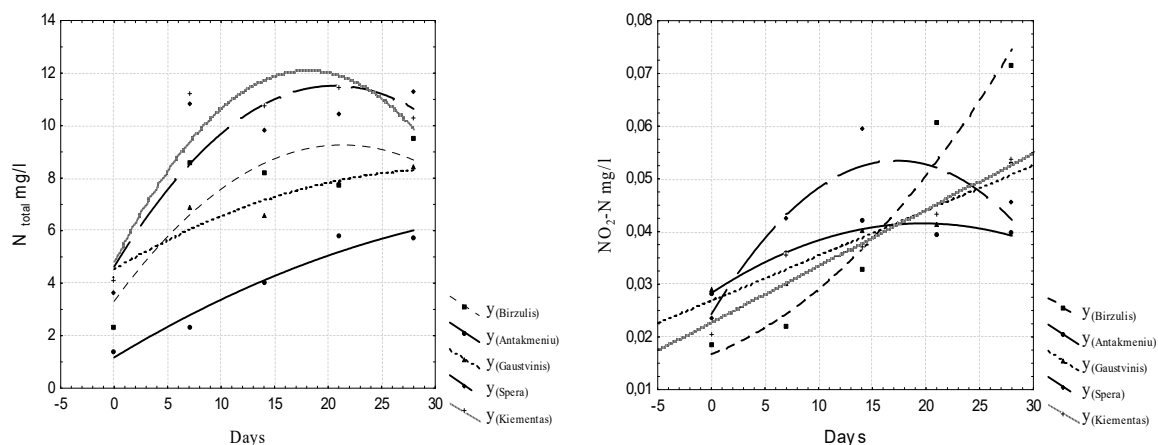 14
12
10
8
6
4
2
0
N total mg/l
-5 0 5 10 15 20 25 30
Days
y(Birzulis)
y(Antakmeniu)
y(Gaustvinis)
y(Spera)
y(Kiementas)
0,08
0,07
0,06
0,05
0,04
0,03
0,02
0,01
NO2-N mg/l
-5 0 5 10 15 20 25 30
Days
y(Birzulis)
y(Antakmeniu)
y(Gaustvinis)
y(Spera)
y(Kiementas)